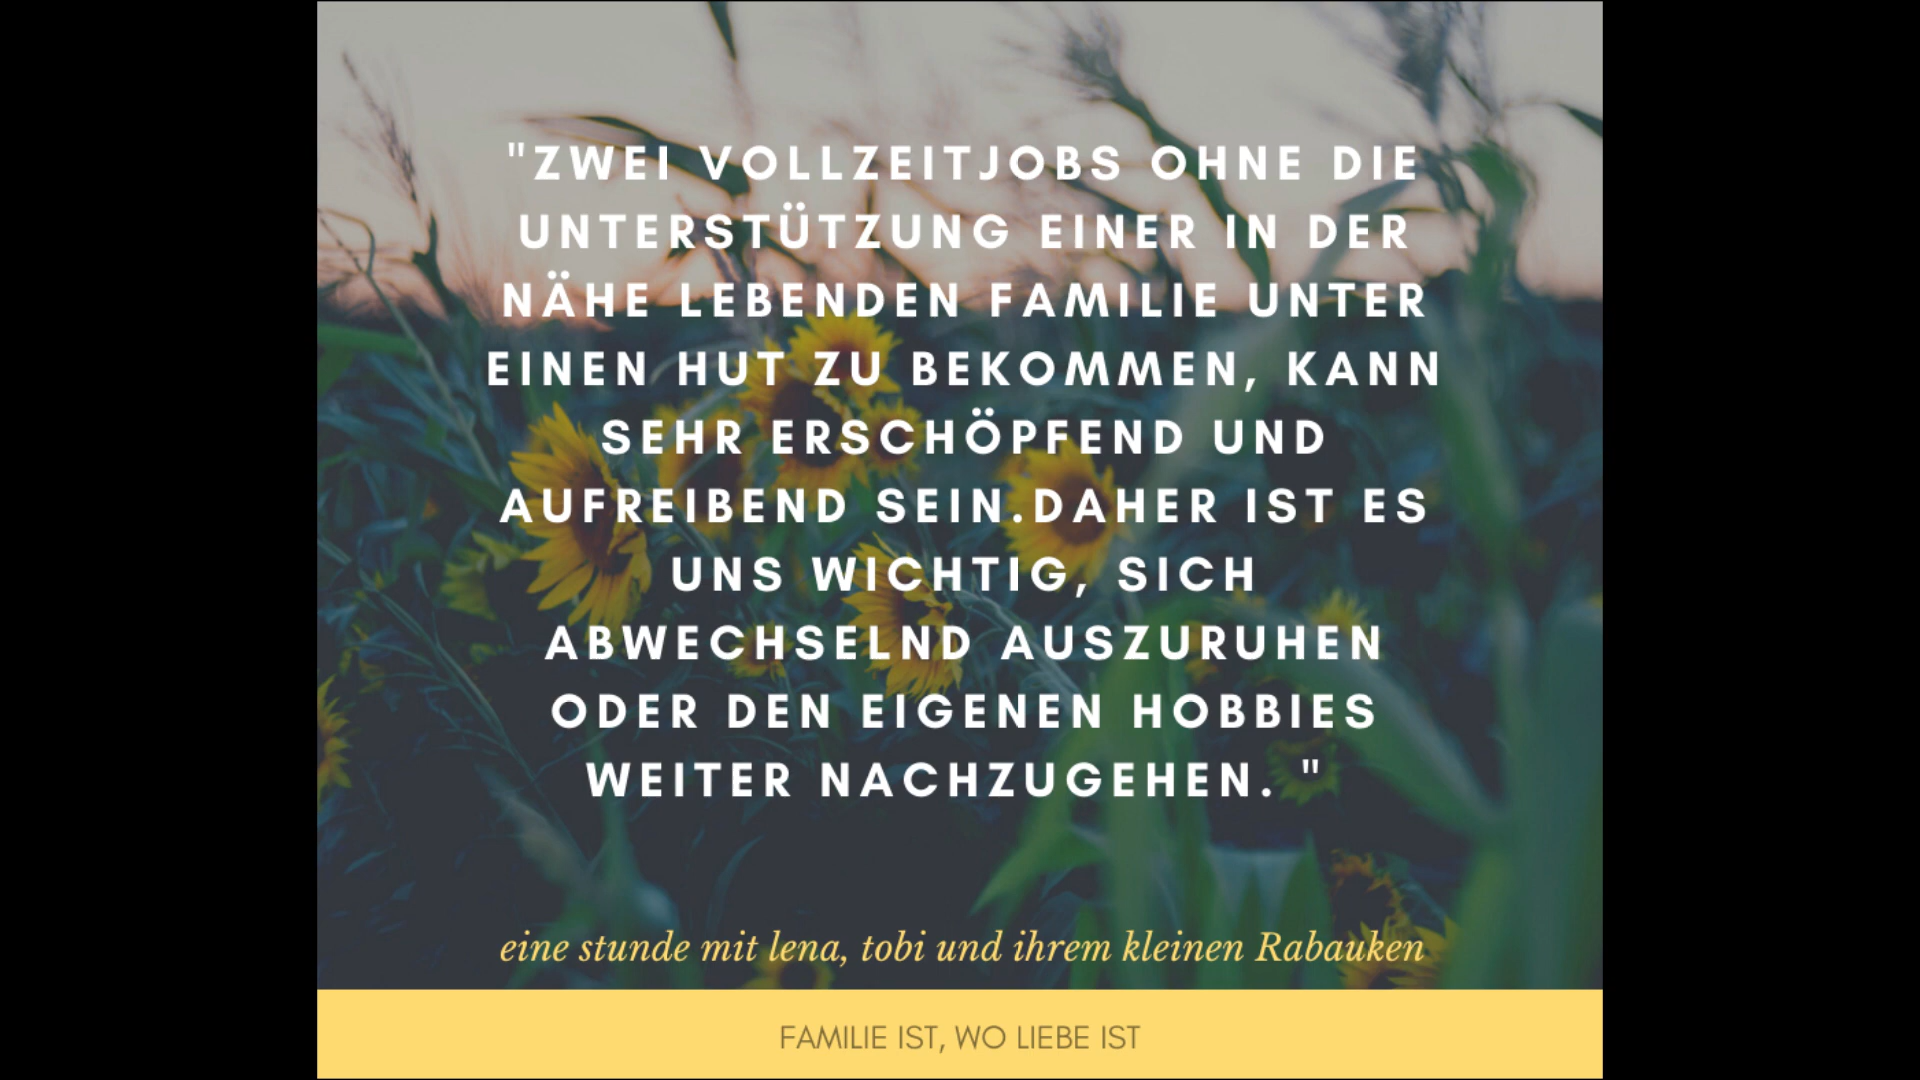 "ZWEI VOLLZEITJOBS OHNE DIE
UNTERSTÜTZUNG EINER IN DER
NÄHE LEBENDEN FAMILIE UNTER
EINEN HUT ZU BEKOMMEN, KANN
SEHR ERSCHÖPFEND UND
AUFREIBEND SEIN.DAHER IST ES
UNS WICHTIG, SICH
ABWECHSELND AUSZURUHEN
ODER DEN EIGENEN HOBBIES
WEITER NACHZUGEHEN. "
eine stunde mit lena, tobi und ihrem kleinen Rabauken
FAMILIE IST, WO LIEBE IST